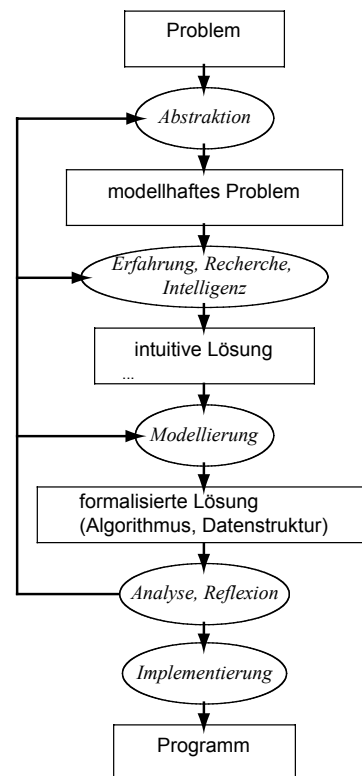 Problem
Abstraktion
modellhaftes Problem
Erfahrung, Recherche,
Intelligenz
intuitive Lösung
...
Modellierung
formalisierte Lösung
(Algorithmus, Datenstruktur)
Analyse, Reflexion
Implementierung
Programm